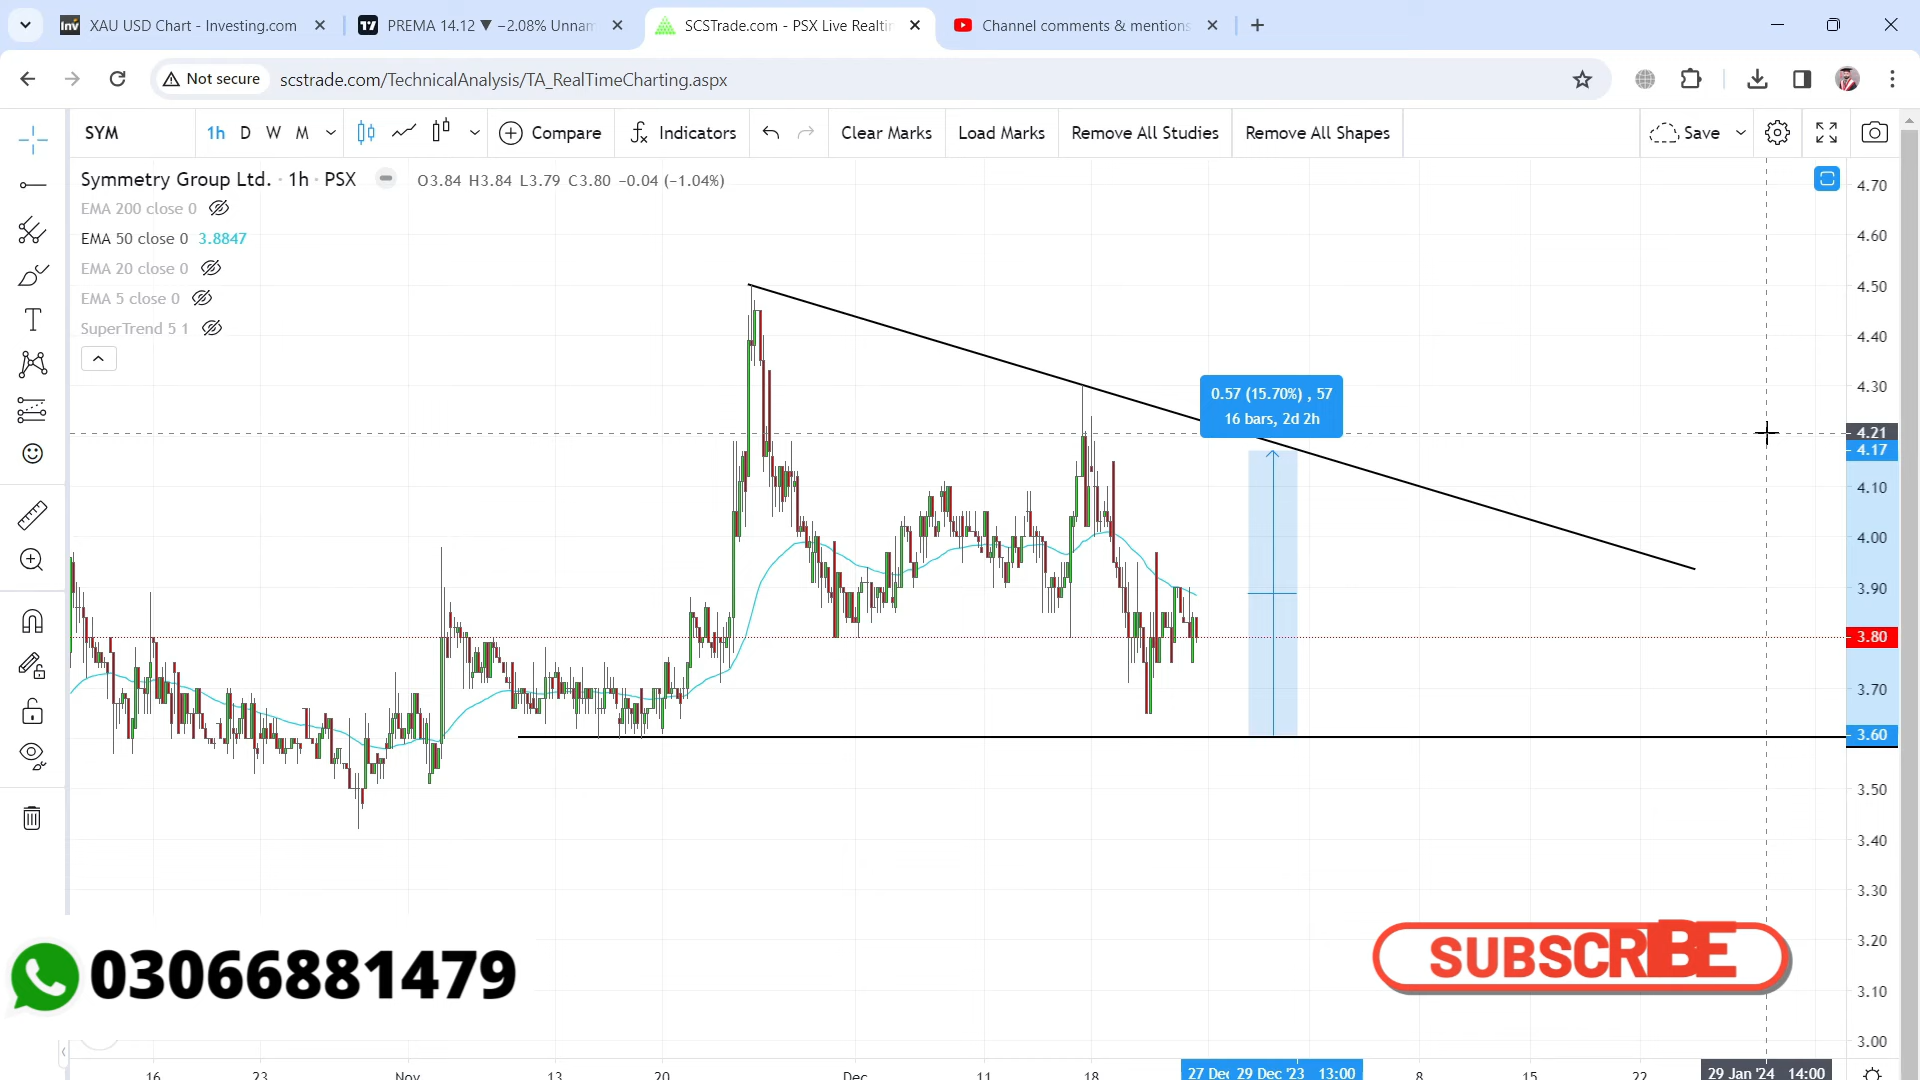 XAU USD Chart - Investing.com
PREMA 14.12 ▼ −2.08% Unnam
SCSTrade.com - PSX Live Realtin
Channel comments & mentions
Not secure
scstrade.com/TechnicalAnalysis/TA_RealTimeCharting.aspx
SYM
1h D W M
Compare
Indicators
Clear Marks
Load Marks
Remove All Studies
Remove All Shapes
Save
Symmetry Group Ltd. · 1h · PSX
O3.84 H3.84 L3.79 C3.80 −0.04 (−1.04%)
EMA 200 close 0
EMA 50 close 0 3.8847
EMA 20 close 0
EMA 5 close 0
SuperTrend 5 1
0.57 (15.70%) , 57
16 bars, 2d 2h
4.70
4.60
4.50
4.40
4.30
4.21
4.17
4.10
4.00
3.90
3.80
3.70
3.60
3.50
3.40
3.30
3.20
3.10
3.00
03066881479
SUBSCRIBE
16
23
Nov
13
20
Dec
11
18
27 Dec
29 Dec '23 13:00
8
15
22
29 Jan '24 14:00